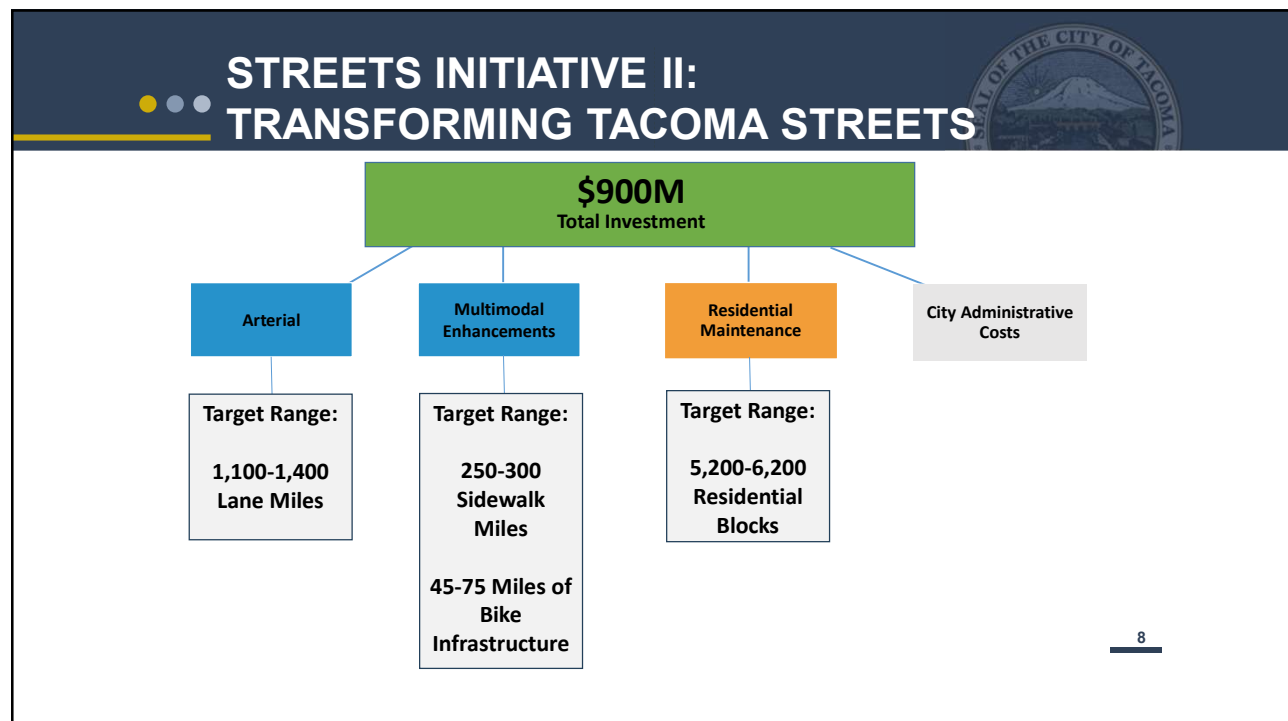 STREETS INITIATIVE II:
TRANSFORMING TACOMA STREETS
SEAL OF THE CITY OF TACOMA
$900M
Total Investment
Arterial
Multimodal
Enhancements
Residential
Maintenance
City Administrative
Costs
Target Range:
1,100-1,400
Lane Miles
Target Range:
250-300
Sidewalk
Miles
45-75 Miles of
Bike
Infrastructure
Target Range:
5,200-6,200
Residential
Blocks
8